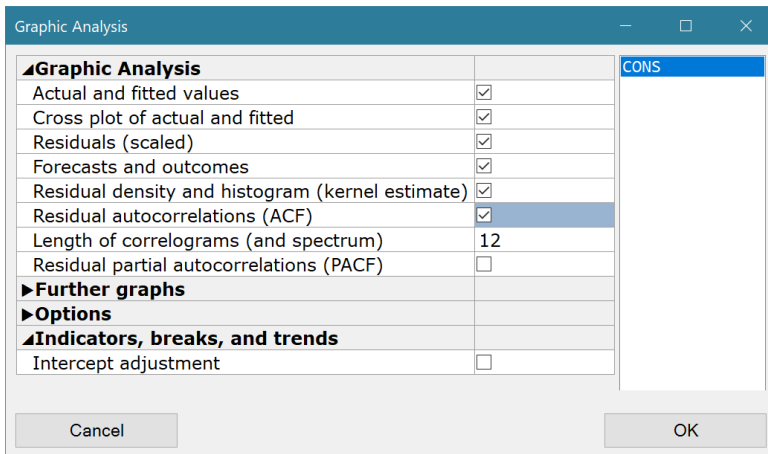 Graphic Analysis
Graphic Analysis
CONS
Actual and fitted values
Cross plot of actual and fitted
Residuals (scaled)
Forecasts and outcomes
Residual density and histogram (kernel estimate)
Residual autocorrelations (ACF)
Length of correlograms (and spectrum) 12
Residual partial autocorrelations (PACF)
Further graphs
Options
Indicators, breaks, and trends
Intercept adjustment
Cancel OK